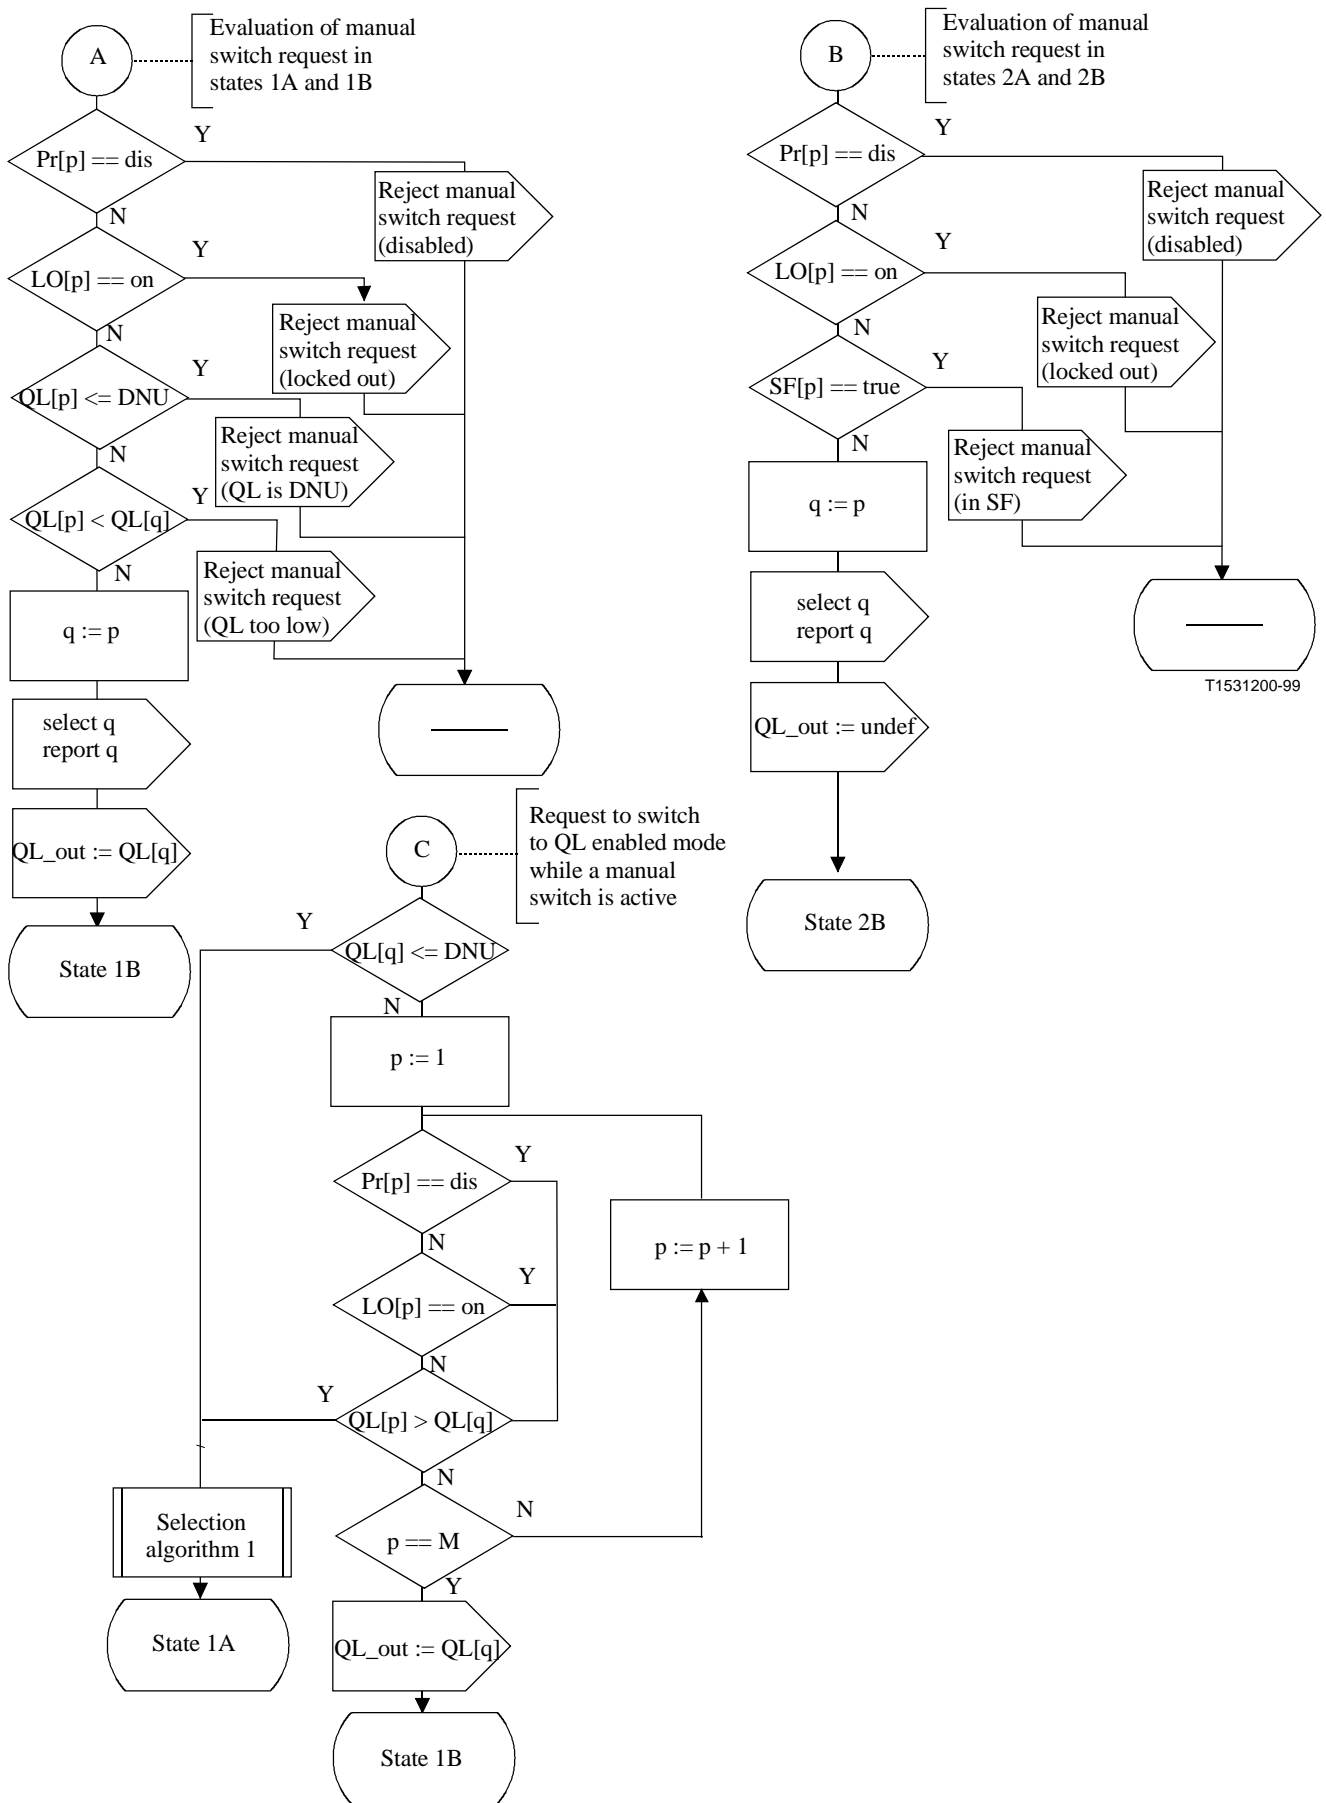 A
Evaluation of manual
switch request in
states 1A and 1B
Y
Pr[p] == dis
N
Reject manual
switch request
(disabled)
Y
LO[p] == on
N
Reject manual
switch request
(locked out)
Y
QL[p] <= DNU
N
Reject manual
switch request
(QL is DNU)
Y
QL[p] < QL[q]
N
Reject manual
switch request
(QL too low)
q := p
select q
report q
QL_out := QL[q]
State 1B
B
Evaluation of manual
switch request in
states 2A and 2B
Y
Pr[p] == dis
N
Reject manual
switch request
(disabled)
Y
LO[p] == on
N
Reject manual
switch request
(locked out)
Y
SF[p] == true
N
Reject manual
switch request
(in SF)
q := p
select q
report q
QL_out := undef
State 2B
T1531200-99
C
Request to switch
to QL enabled mode
while a manual
switch is active
Y
QL[q] <= DNU
N
p := 1
Y
Pr[p] == dis
N
p := p + 1
Y
LO[p] == on
N
Y
QL[p] > QL[q]
N
N
p == M
Y
Selection
algorithm 1
State 1A
QL_out := QL[q]
State 1B